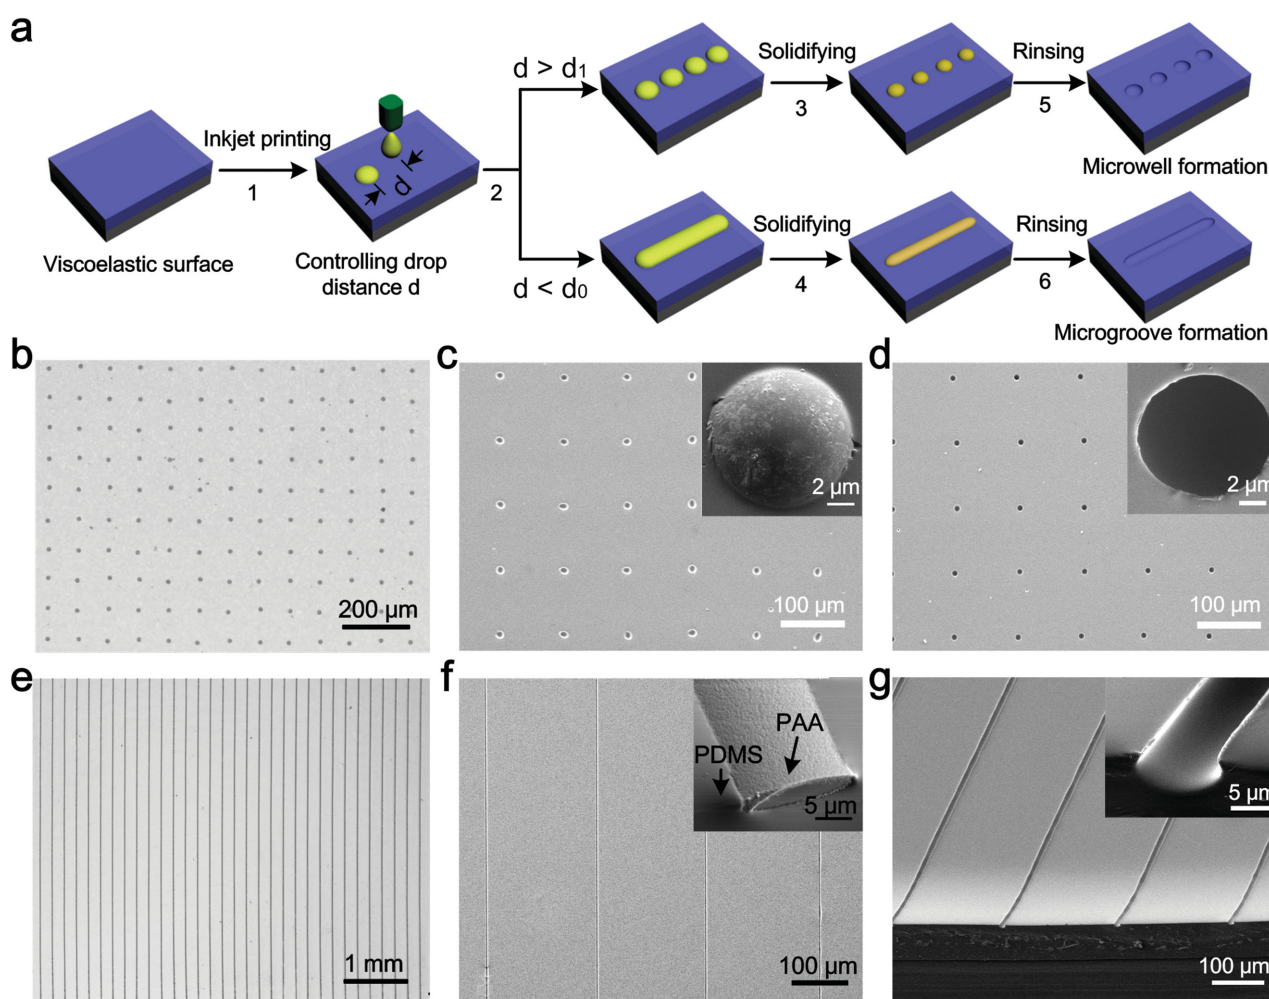 a
d > d1
Solidifying
3
Rinsing
5
Microwell formation
Inkjet printing
1
d
2
Viscoelastic surface
Controlling drop
distance d
d < d0
Solidifying
4
Rinsing
6
Microgroove formation
b
200 µm
c
2 µm
100 µm
d
2 µm
100 µm
e
1 mm
f
PAA
PDMS
5 µm
100 µm
g
5 µm
100 µm